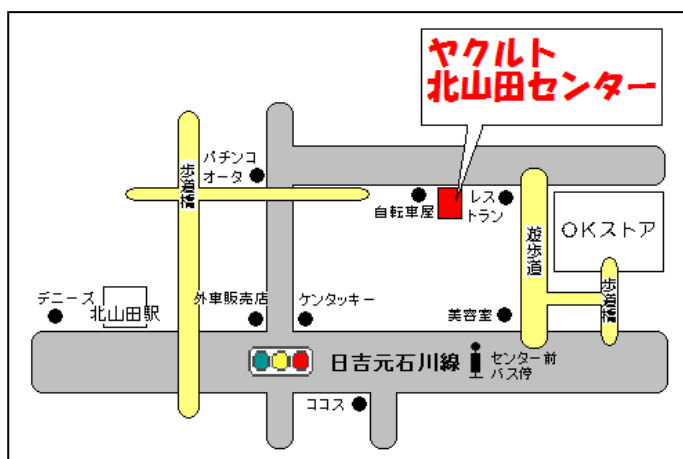 ヤクルト
北山田センター
パチンコ
オータ
歩道橋
自転車屋
レス
トラン
遊歩道
OKストア
歩道橋
デニーズ
北山田駅
外車販売店
ケンタッキー
美容室
日吉元石川線
センター前
バス停
ココス